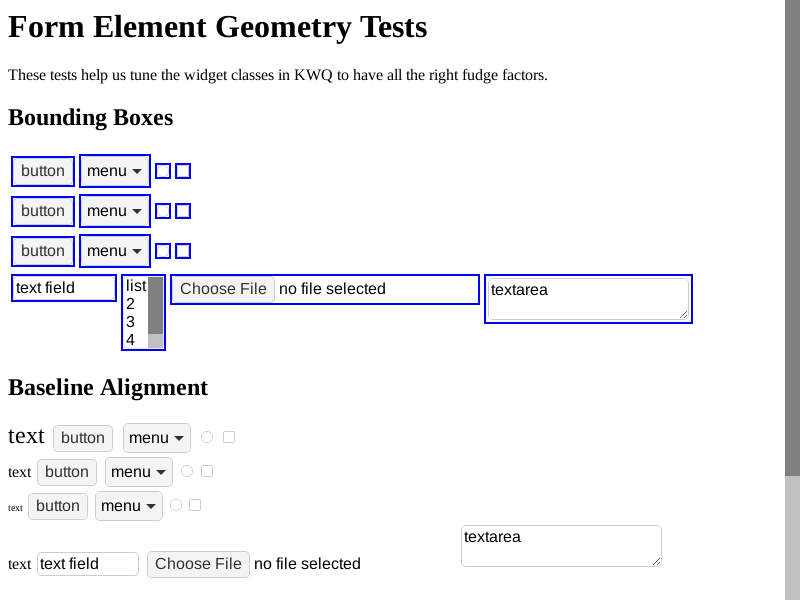 Form Element Geometry Tests
These tests help us tune the widget classes in KWQ to have all the right fudge factors.
Bounding Boxes
button menu
button menu
button menu
text field list Choose File no file selected textarea
2
3
4
Baseline Alignment
text button menu
text button menu
text button menu
textarea
text text field Choose File no file selected